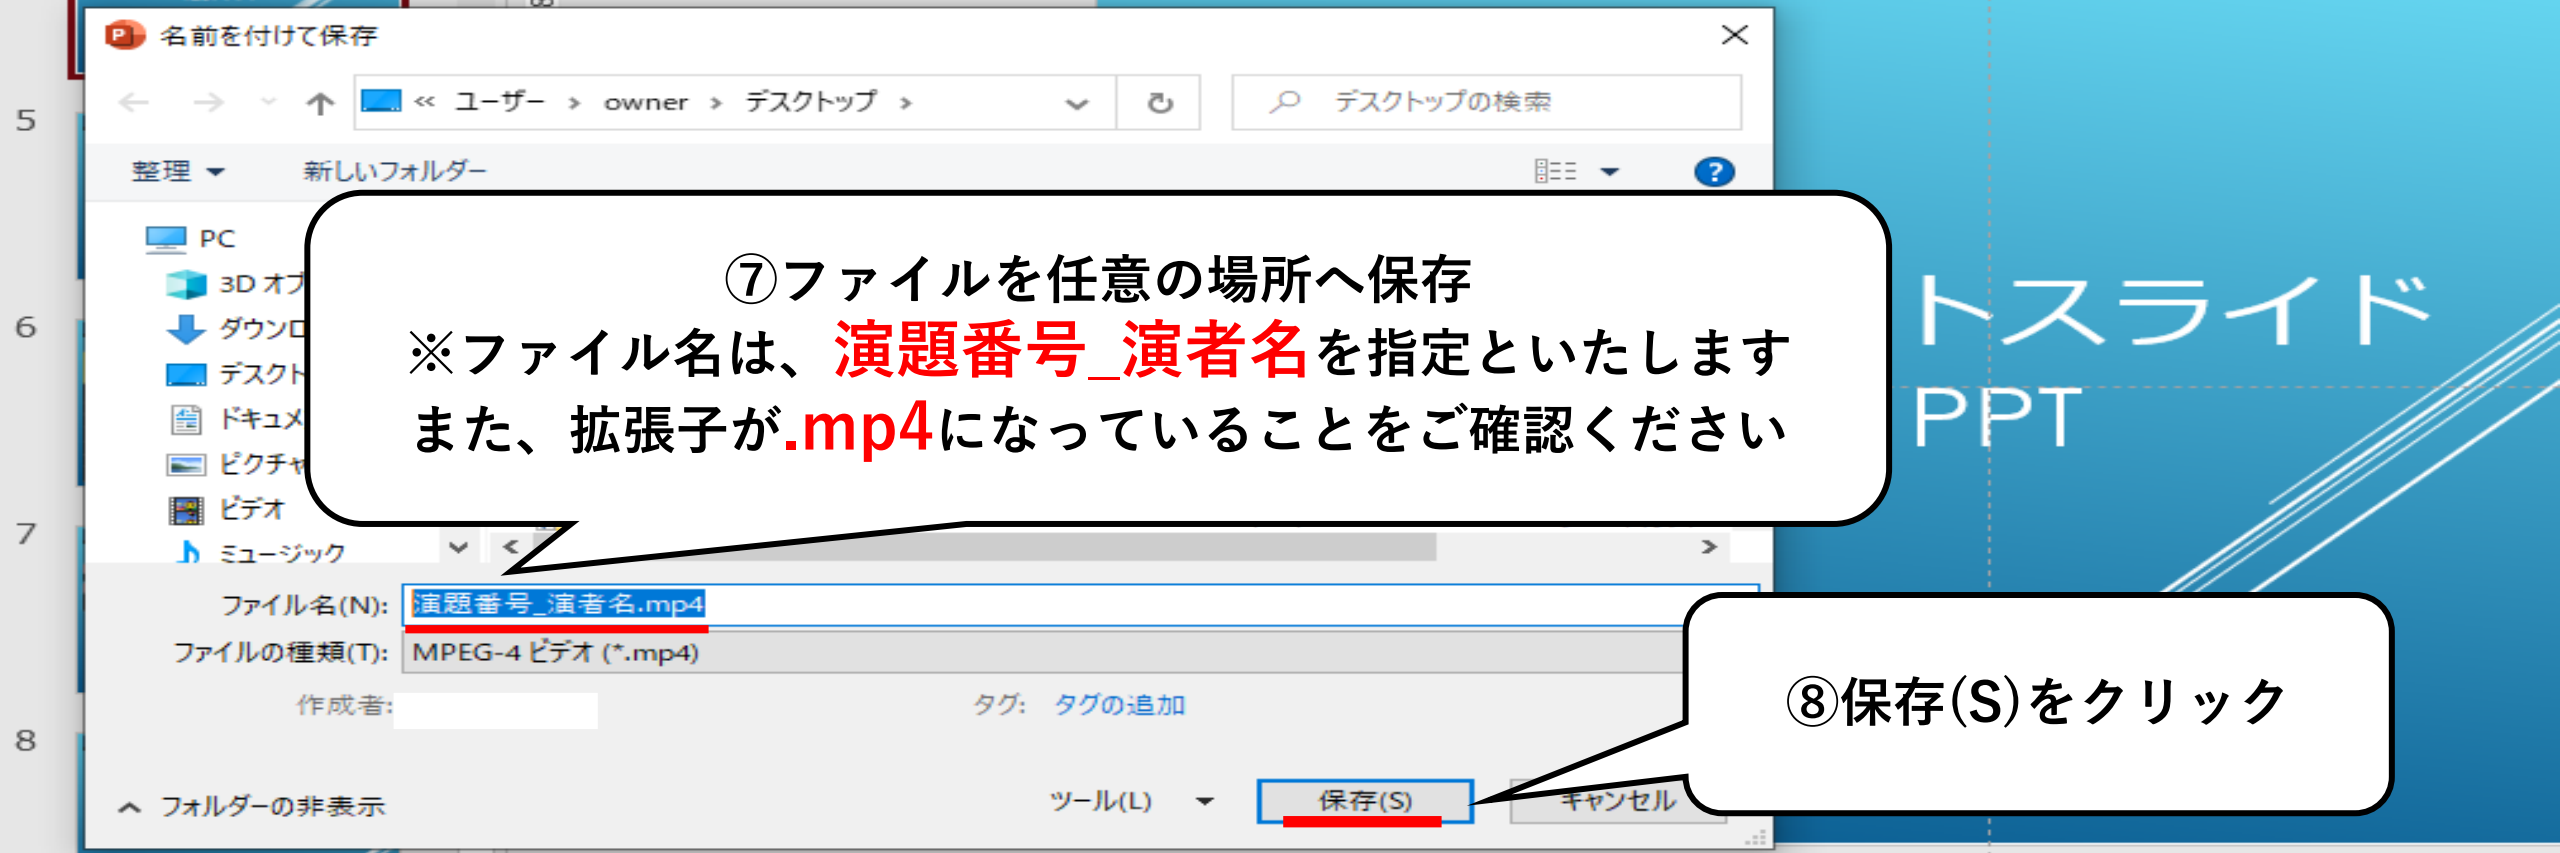 名前を付けて保存
« ユーザー › owner › デスクトップ ›
デスクトップの検索
5
整理
新しいフォルダー
PC
3D オブ
ダウンロ
デスクト
ドキュメ
ピクチャ
ビデオ
ミュージック
⑦ファイルを任意の場所へ保存
※ファイル名は、演題番号_演者名を指定といたします
また、拡張子が.mp4になっていることをご確認ください
トスライド
PPT
6
7
ファイル名(N): 演題番号_演者名.mp4
ファイルの種類(T): MPEG-4 ビデオ (*.mp4)
作成者:
タグ: タグの追加
⑧保存(S)をクリック
8
フォルダーの非表示
ツール(L)
保存(S)
キャンセル